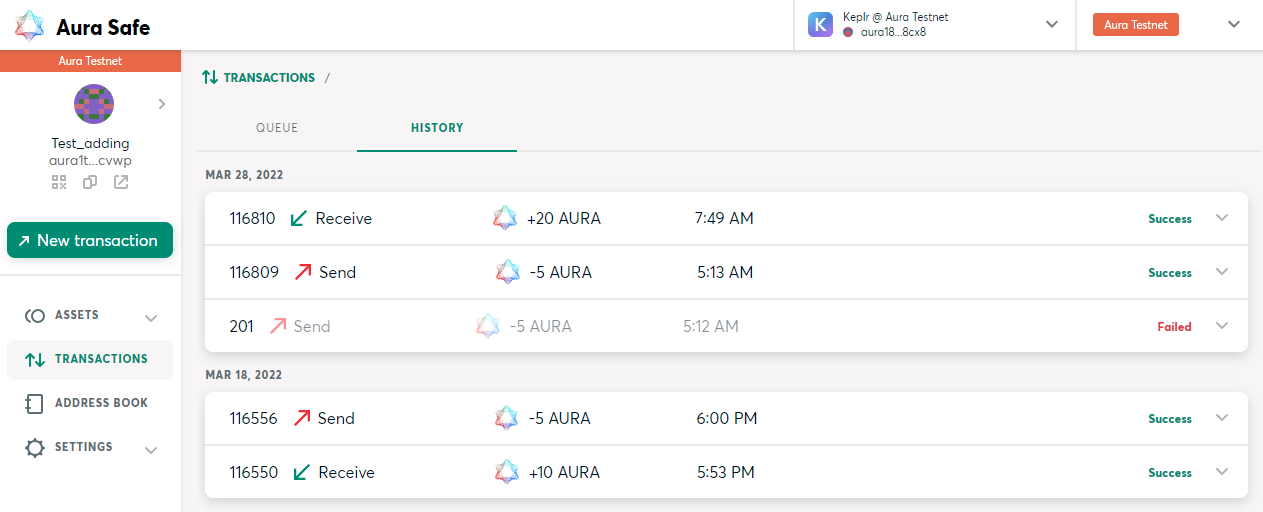 Aura Safe
K
Keplr @ Aura Testnet
aura18...8cx8
Aura Testnet
Aura Testnet
Test_adding
aura1t...cvwp
New transaction
ASSETS
TRANSACTIONS
ADDRESS BOOK
SETTINGS
TRANSACTIONS /
QUEUE HISTORY
MAR 28, 2022
116810 Receive +20 AURA 7:49 AM Success
116809 Send -5 AURA 5:13 AM Success
201 Send -5 AURA 5:12 AM Failed
MAR 18, 2022
116556 Send -5 AURA 6:00 PM Success
116550 Receive +10 AURA 5:53 PM Success